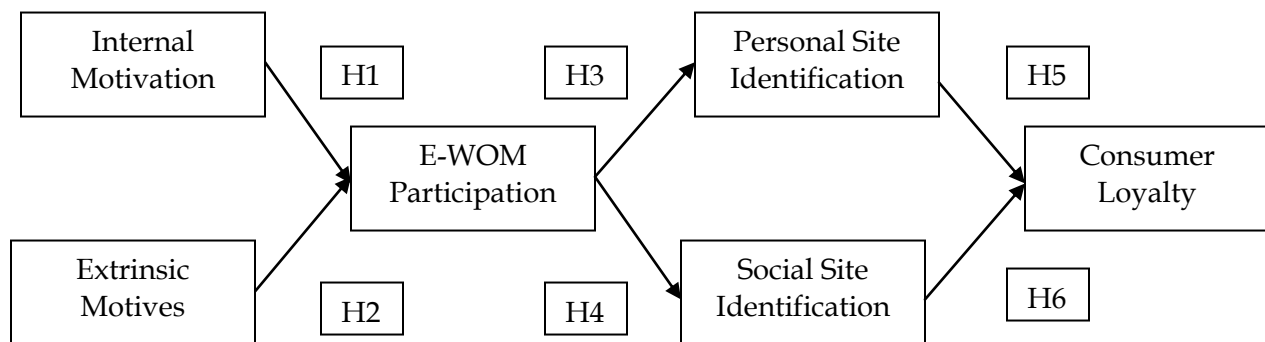 Internal
Motivation
H1
H3
Personal Site
Identification
H5
E-WOM
Participation
Consumer
Loyalty
Extrinsic
Motives
H2
H4
Social Site
Identification
H6